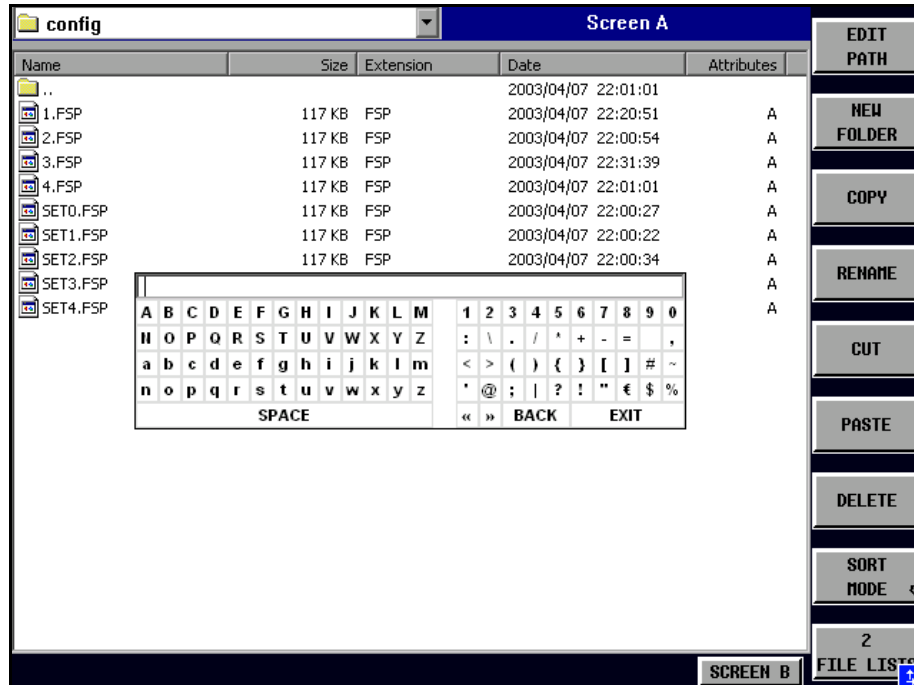 config
Screen A
Name Size Extension Date Attributes
.. 2003/04/07 22:01:01
1.FSP 117 KB FSP 2003/04/07 22:20:51 A
2.FSP 117 KB FSP 2003/04/07 22:00:54 A
3.FSP 117 KB FSP 2003/04/07 22:31:39 A
4.FSP 117 KB FSP 2003/04/07 22:01:01 A
SET0.FSP 117 KB FSP 2003/04/07 22:00:27 A
SET1.FSP 117 KB FSP 2003/04/07 22:00:22 A
SET2.FSP 117 KB FSP 2003/04/07 22:00:34 A
SET3.FSP A
SET4.FSP A
A B C D E F G H I J K L M 1 2 3 4 5 6 7 8 9 0
N O P Q R S T U V W X Y Z : \ . / * + - = ,
a b c d e f g h i j k l m < > ( ) { } [ ] # ~
n o p q r s t u v w x y z ' @ ; | ? ! " € $ %
SPACE « » BACK EXIT
EDIT
PATH
NEW
FOLDER
COPY
RENAME
CUT
PASTE
DELETE
SORT
MODE
2
FILE LISTS
SCREEN B